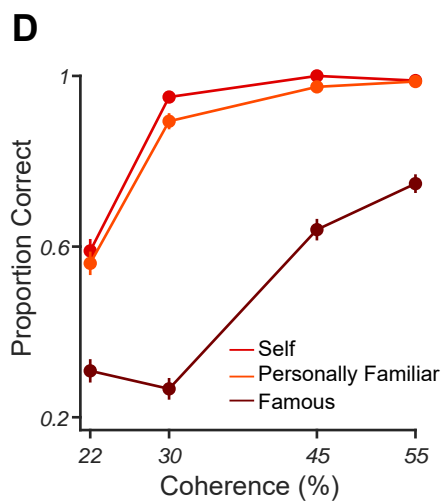 D
Proportion Correct
1
0.6
0.2
Self
Personally Familiar
Famous
22 30 45 55
Coherence (%)